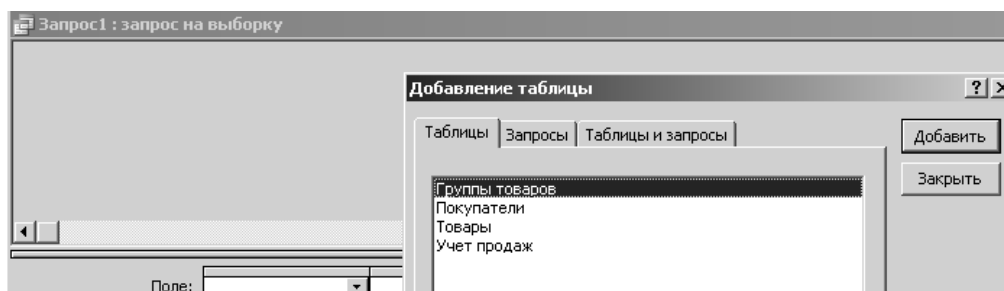 Запрос1 : запрос на выборку
Добавление таблицы
Таблицы Запросы Таблицы и запросы
Добавить
Закрыть
Группы товаров
Покупатели
Товары
Учет продаж
Поле: